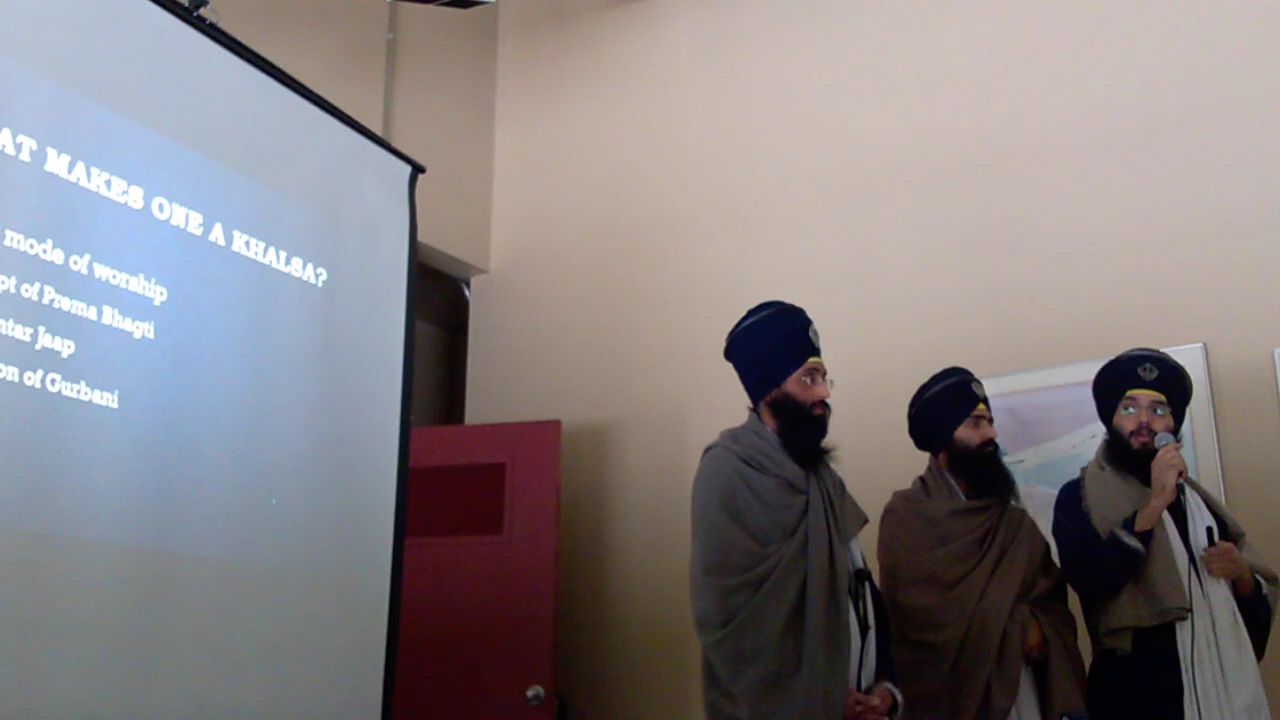 AT MAKES ONE A KHALSA?
mode of worship
pt of Prema Bhagti
ntar Jaap
on of Gurbani